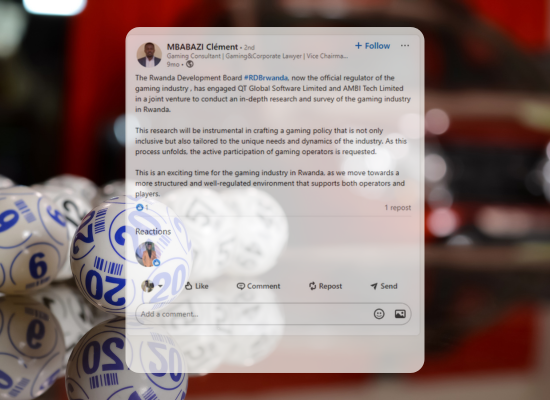 MBABAZI Clément • 2nd
+ Follow
...
Gaming Consultant | Gaming&Corporate Lawyer | Vice Chairma...
9mo •
The Rwanda Development Board #RDBrwanda, now the official regulator of the
gaming industry , has engaged QT Global Software Limited and AMBI Tech Limited
in a joint venture to conduct an in-depth research and survey of the gaming industry
in Rwanda.
This research will be instrumental in crafting a gaming policy that is not only
inclusive but also tailored to the unique needs and dynamics of the industry. As this
process unfolds, the active participation of gaming operators is requested.
This is an exciting time for the gaming industry in Rwanda, as we move towards a
more structured and well-regulated environment that supports both operators and
players.
1
1 repost
Reactions
Like
Comment
Repost
Send
Add a comment...
9
9
2
20
20
20